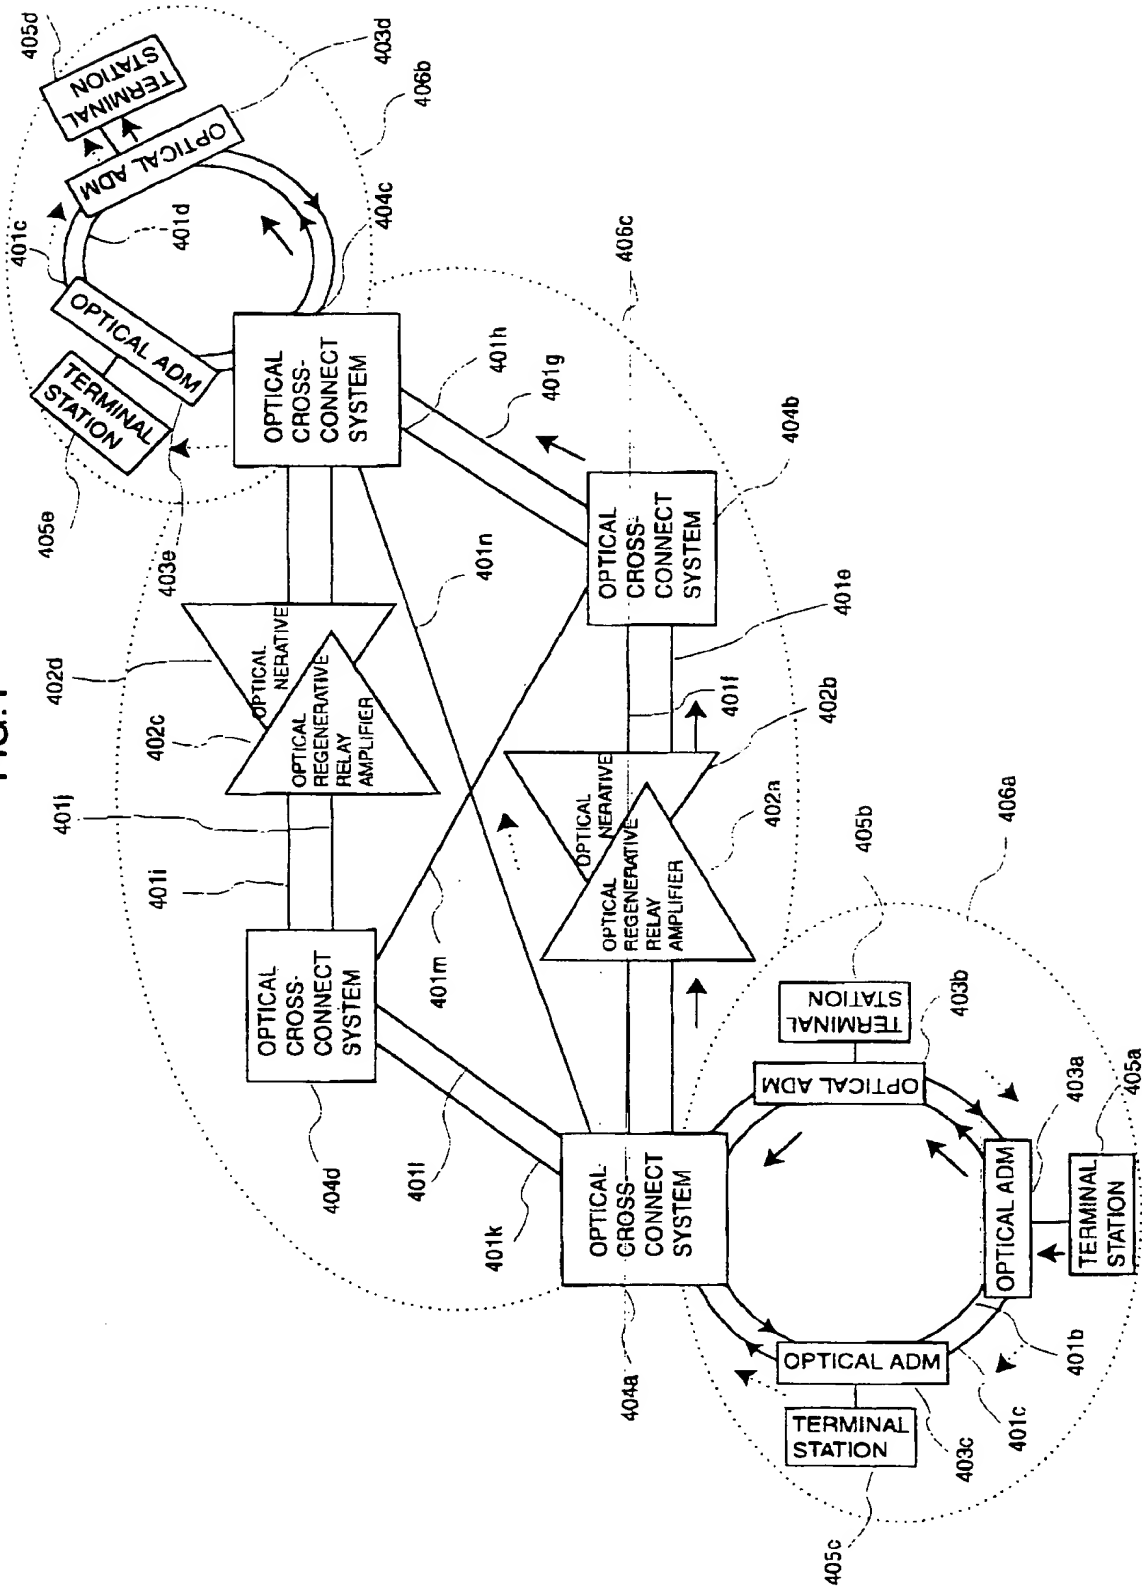 405d
TERMINAL
STATION
403d
OPTICAL ADM
406b
401c
401d
404c
OPTICAL ADM
TERMINAL
STATION
405e
403e
OPTICAL
CROSS-
CONNECT
SYSTEM
406c
401h
401g
404b
OPTICAL
CROSS-
CONNECT
SYSTEM
401n
402d
OPTICAL
NERATIVE
402c
OPTICAL
REGENERATIVE
RELAY
AMPLIFIER
401j
401i
401e
401f
402b
OPTICAL
NERATIVE
OPTICAL
REGENERATIVE
RELAY
AMPLIFIER
402a
OPTICAL
CROSS-
CONNECT
SYSTEM
404d
401m
401l
401k
OPTICAL
CROSS-
CONNECT
SYSTEM
404a
405b
406a
TERMINAL
STATION
403b
OPTICAL ADM
403a
405a
OPTICAL ADM
TERMINAL
STATION
401b
401c
OPTICAL ADM
403c
TERMINAL
STATION
405c